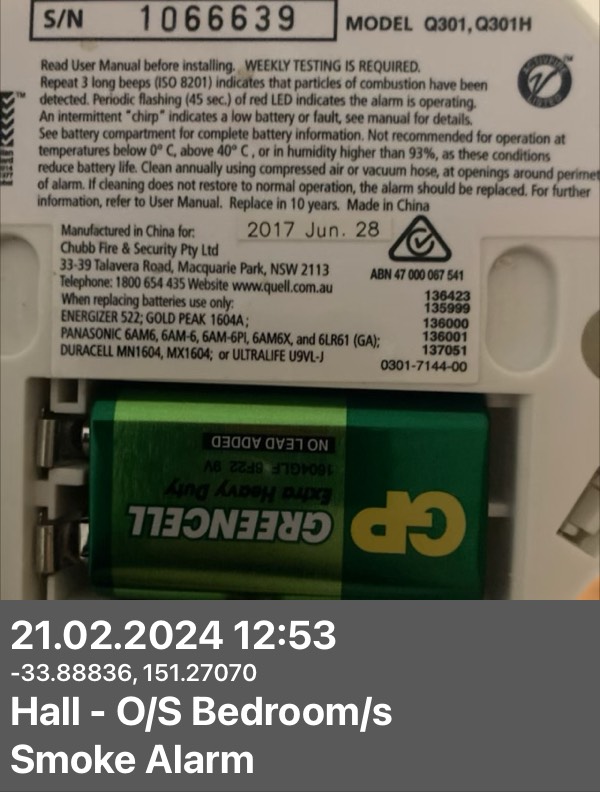 S/N 1066639 MODEL Q301, Q301H
Read User Manual before installing. WEEKLY TESTING IS REQUIRED.
Repeat 3 long beeps (ISO 8201) indicates that particles of combustion have been
detected. Periodic flashing (45 sec.) of red LED indicates the alarm is operating.
An intermittent "chirp" indicates a low battery or fault, see manual for details.
See battery compartment for complete battery information. Not recommended for operation at
temperatures below 0° C, above 40° C, or in humidity higher than 93%, as these conditions
reduce battery life. Clean annually using compressed air or vacuum hose, at openings around perimet
of alarm. If cleaning does not restore to normal operation, the alarm should be replaced. For further
information, refer to User Manual. Replace in 10 years. Made in China
Manufactured in China for: 2017 Jun. 28
Chubb Fire & Security Pty Ltd
33-39 Talavera Road, Macquarie Park, NSW 2113
Telephone: 1800 654 435 Website www.quell.com.au
ABN 47 000 067 541
When replacing batteries use only:
ENERGIZER 522; GOLD PEAK 1604A;
PANASONIC 6AM6, 6AM-6, 6AM-6PI, 6AM6X, and 6LR61 (GA);
DURACELL MN1604, MX1604; or ULTRALIFE U9VL-J
136423
135999
136000
136001
137051
0301-7144-00
NO LEAD ADDED
1604GLF 6F22 9V
Extra Heavy Duty
GREENCELL
GP
21.02.2024 12:53
-33.88836, 151.27070
Hall - O/S Bedroom/s
Smoke Alarm